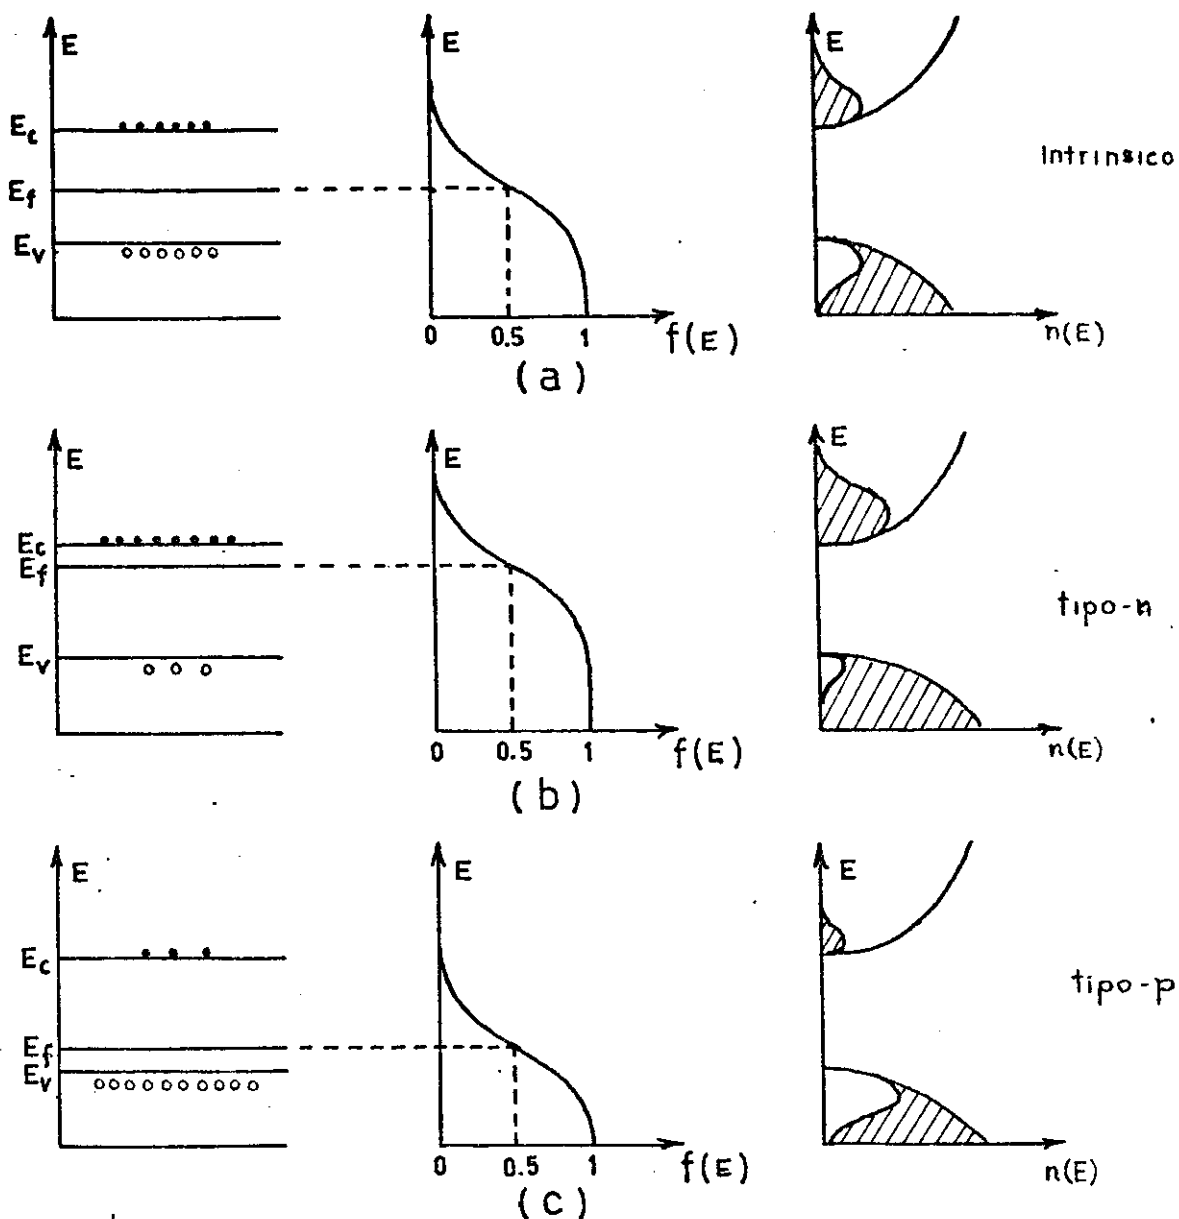 E E E
E_c
E_f
E_v
Intrinsico
0 0.5 1 f(E) n(E)
(a)
E E E
E_c
E_f
E_v
tipo-n
0 0.5 1 f(E) n(E)
(b)
E E E
E_c
E_f
E_v
tipo-p
0 0.5 1 f(E) n(E)
(c)